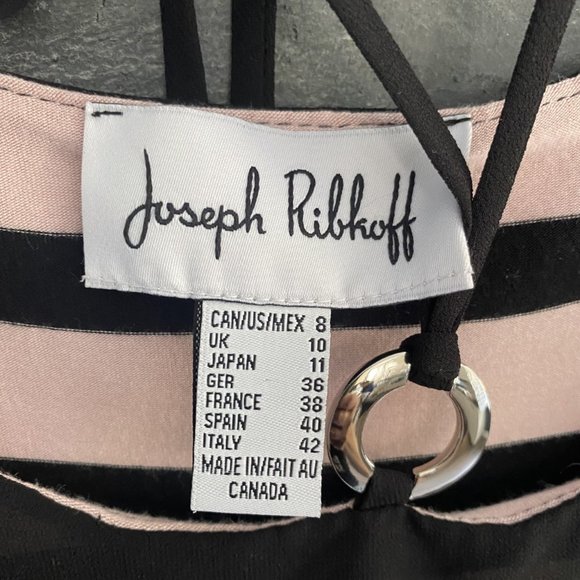 Joseph Ribkoff
CAN/US/MEX 8
UK 10
JAPAN 11
GER 36
FRANCE 38
SPAIN 40
ITALY 42
MADE IN/FAIT AU
CANADA